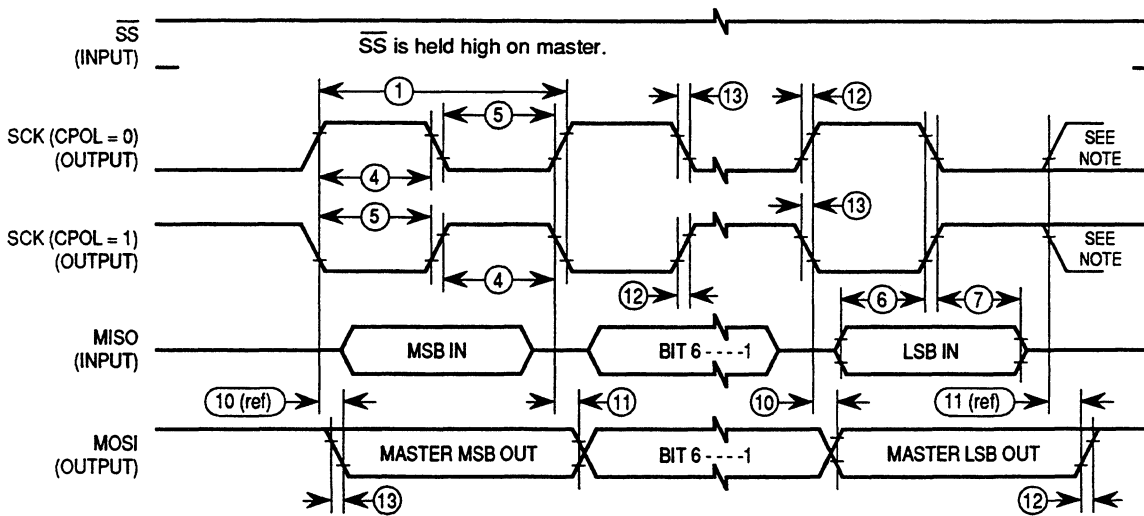 SS
(INPUT)
SS is held high on master.
1
5
13
12
SCK (CPOL = 0)
(OUTPUT)
SEE
NOTE
4
5
13
SCK (CPOL = 1)
(OUTPUT)
SEE
NOTE
4
12
6
7
MISO
(INPUT)
MSB IN
BIT 6 - - - - -1
LSB IN
10 (ref)
11
10
11 (ref)
MOSI
(OUTPUT)
MASTER MSB OUT
BIT 6 - - - - -1
MASTER LSB OUT
13
12